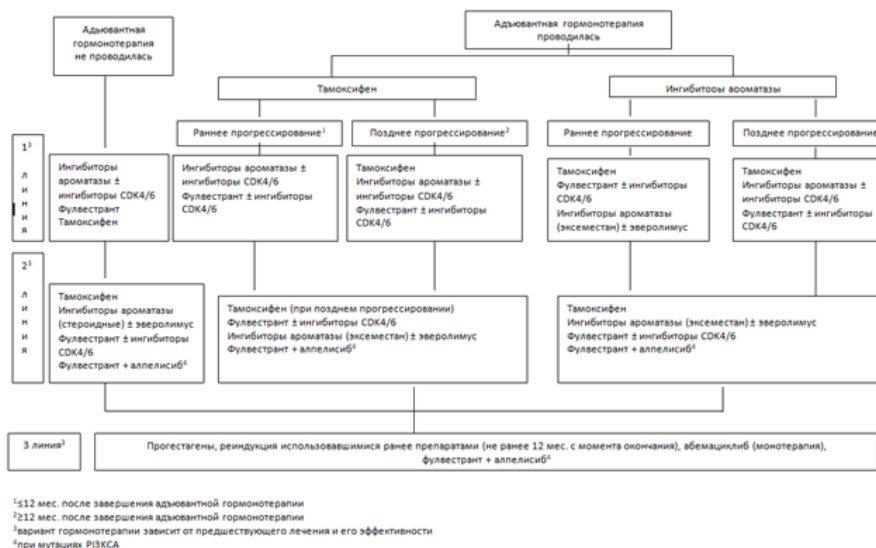 Адъювантная
гормонотерапия
не проводилась
Адъювантная гормонотерапия
проводилась
Тамоксифен
Ингибиторы ароматазы
Раннее прогрессирование¹
Позднее прогрессирование²
Раннее прогрессирование
Позднее прогрессирование
1³
л
и
н
и
я
Ингибиторы
ароматазы ±
ингибиторы CDK4/6
Фулвестрант
Тамоксифен
Ингибиторы ароматазы ±
ингибиторы CDK4/6
Фулвестрант ± ингибиторы
CDK4/6
Тамоксифен
Ингибиторы ароматазы ±
ингибиторы CDK4/6
Фулвестрант ± ингибиторы
CDK4/6
Тамоксифен
Фулвестрант ± ингибиторы
CDK4/6
Ингибиторы ароматазы
(эксеместан) ± эверолимус
Тамоксифен
Ингибиторы ароматазы ±
ингибиторы CDK4/6
Фулвестрант ± ингибиторы
CDK4/6
2³
л
и
н
и
я
Тамоксифен
Ингибиторы ароматазы
(стероидные) ± эверолимус
Фулвестрант ± ингибиторы
CDK4/6
Фулвестрант + алпелисиб⁴
Тамоксифен (при позднем прогрессировании)
Фулвестрант ± ингибиторы CDK4/6
Ингибиторы ароматазы (эксеместан) ± эверолимус
Фулвестрант + алпелисиб⁴
Тамоксифен
Ингибиторы ароматазы (эксеместан) ± эверолимус
Фулвестрант ± ингибиторы CDK4/6
Фулвестрант + алпелисиб⁴
3 линия³
Прогестагены, реиндукция использовавшимися ранее препаратами (не ранее 12 мес. с момента окончания), абемациклиб (монотерапия),
фулвестрант + алпелисиб⁴
¹≤12 мес. после завершения адъювантной гормонотерапии
²≥12 мес. после завершения адъювантной гормонотерапии
³вариант гормонотерапии зависит от предшествующего лечения и его эффективности
⁴при мутациях PI3KCA